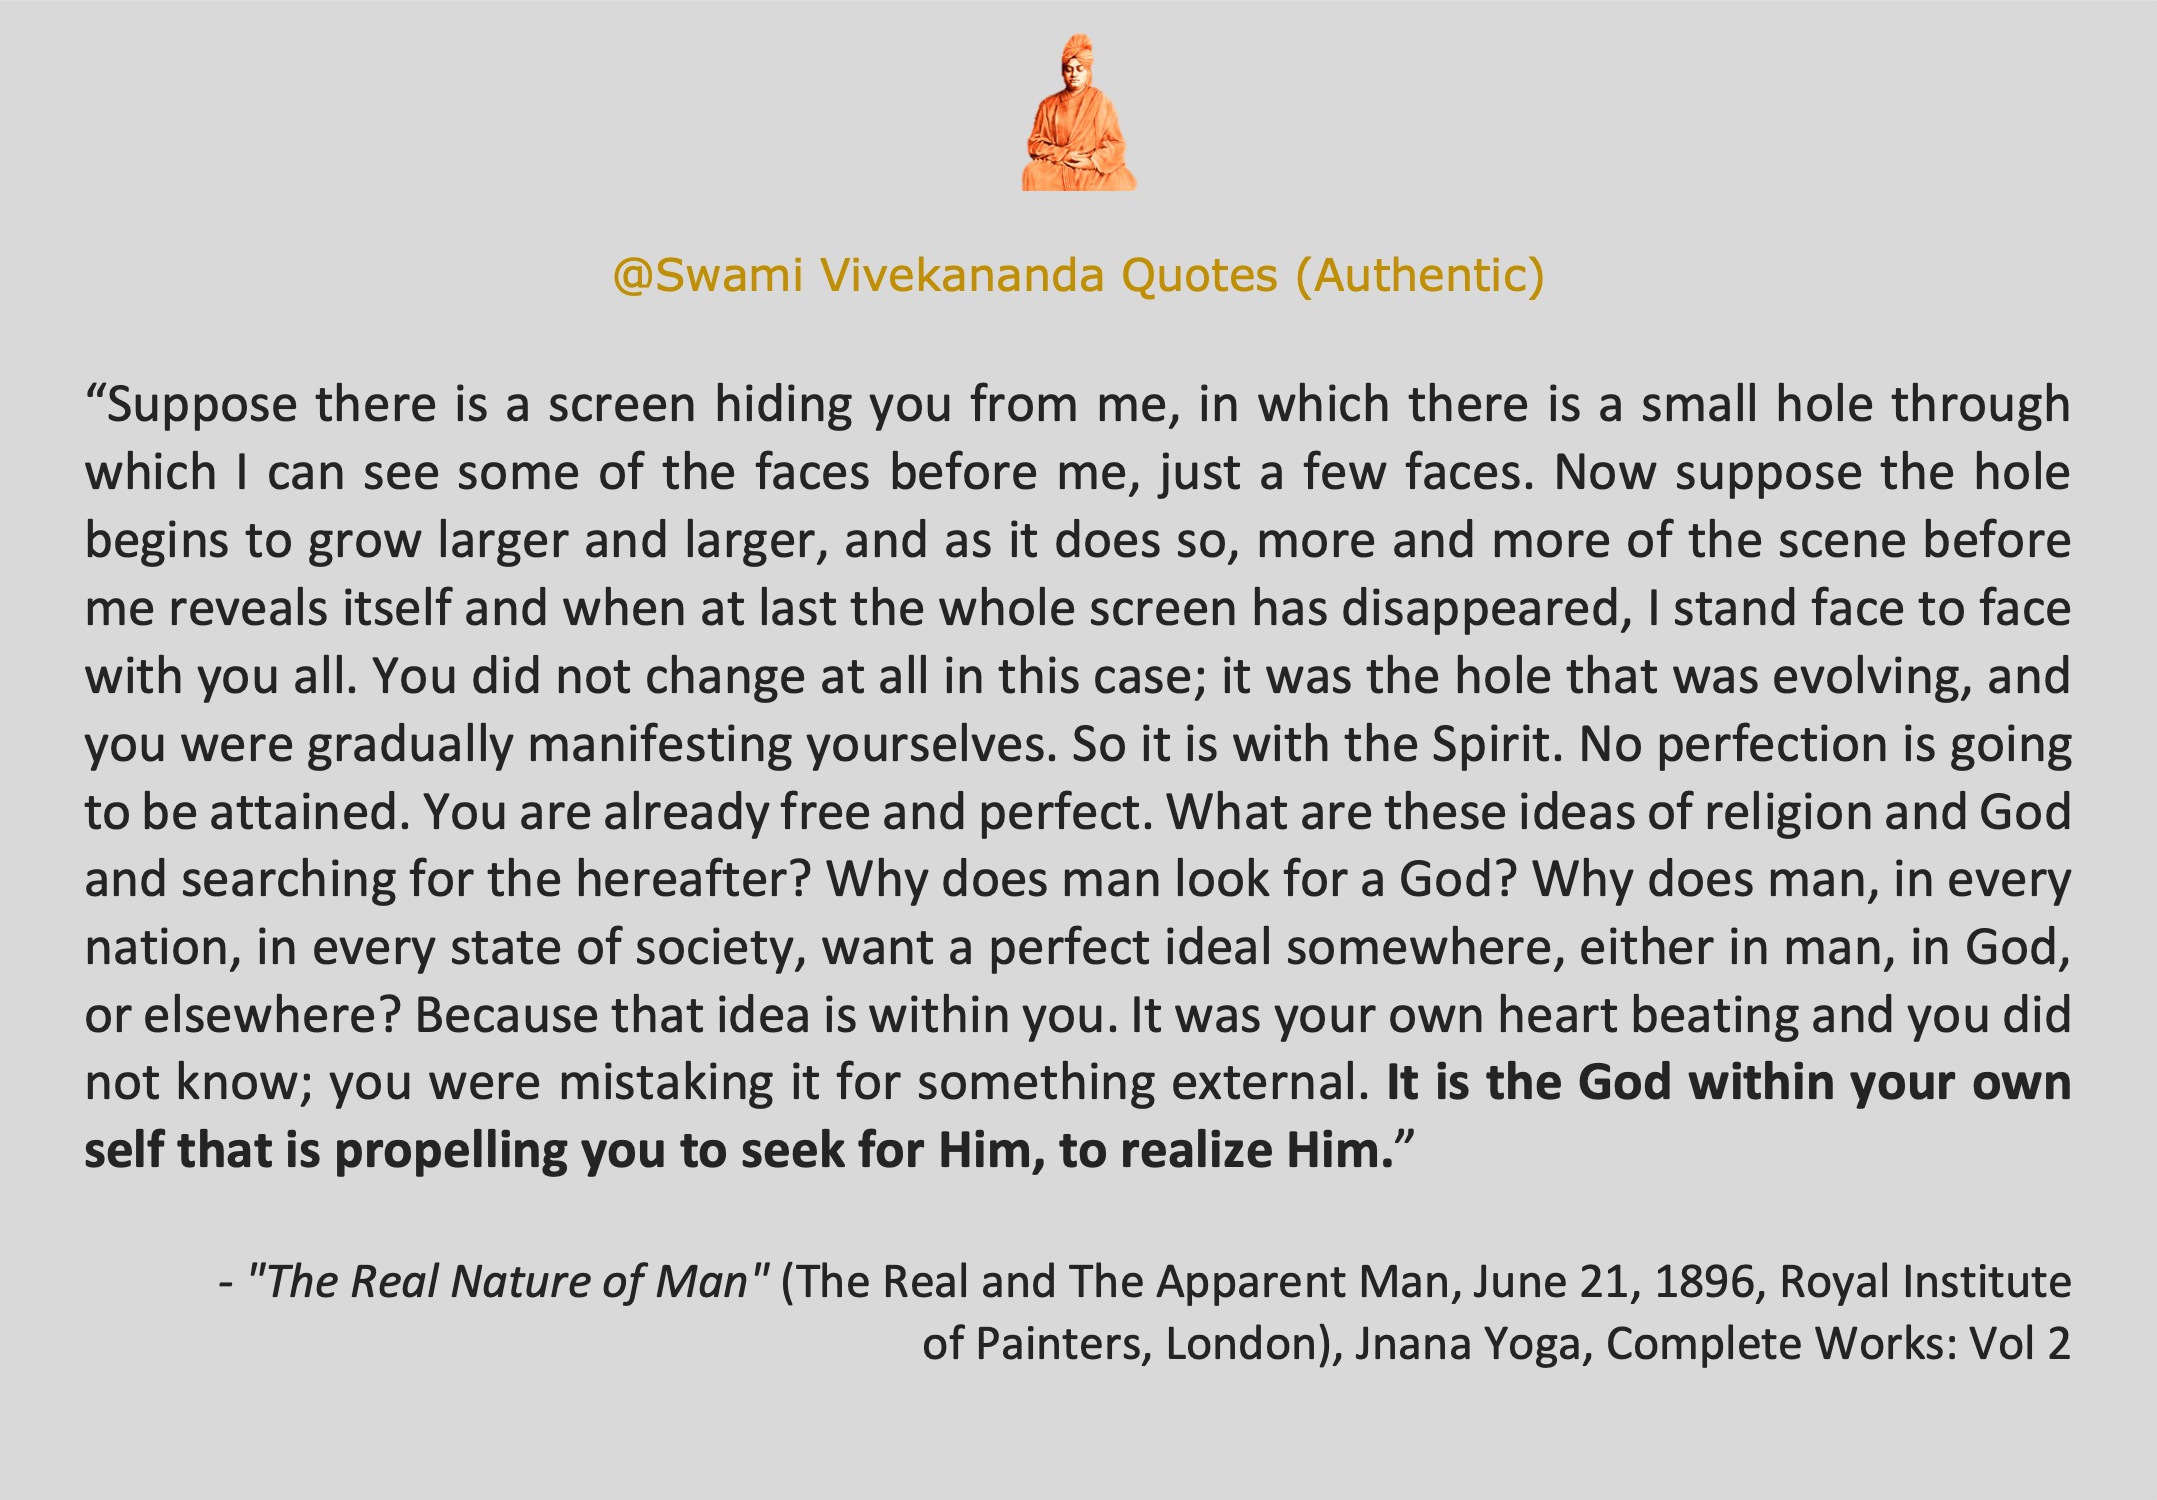 @Swami Vivekananda Quotes (Authentic)
“Suppose there is a screen hiding you from me, in which there is a small hole through
which I can see some of the faces before me, just a few faces. Now suppose the hole
begins to grow larger and larger, and as it does so, more and more of the scene before
me reveals itself and when at last the whole screen has disappeared, I stand face to face
with you all. You did not change at all in this case; it was the hole that was evolving, and
you were gradually manifesting yourselves. So it is with the Spirit. No perfection is going
to be attained. You are already free and perfect. What are these ideas of religion and God
and searching for the hereafter? Why does man look for a God? Why does man, in every
nation, in every state of society, want a perfect ideal somewhere, either in man, in God,
or elsewhere? Because that idea is within you. It was your own heart beating and you did
not know; you were mistaking it for something external. It is the God within your own
self that is propelling you to seek for Him, to realize Him.”
- "The Real Nature of Man" (The Real and The Apparent Man, June 21, 1896, Royal Institute
of Painters, London), Jnana Yoga, Complete Works: Vol 2